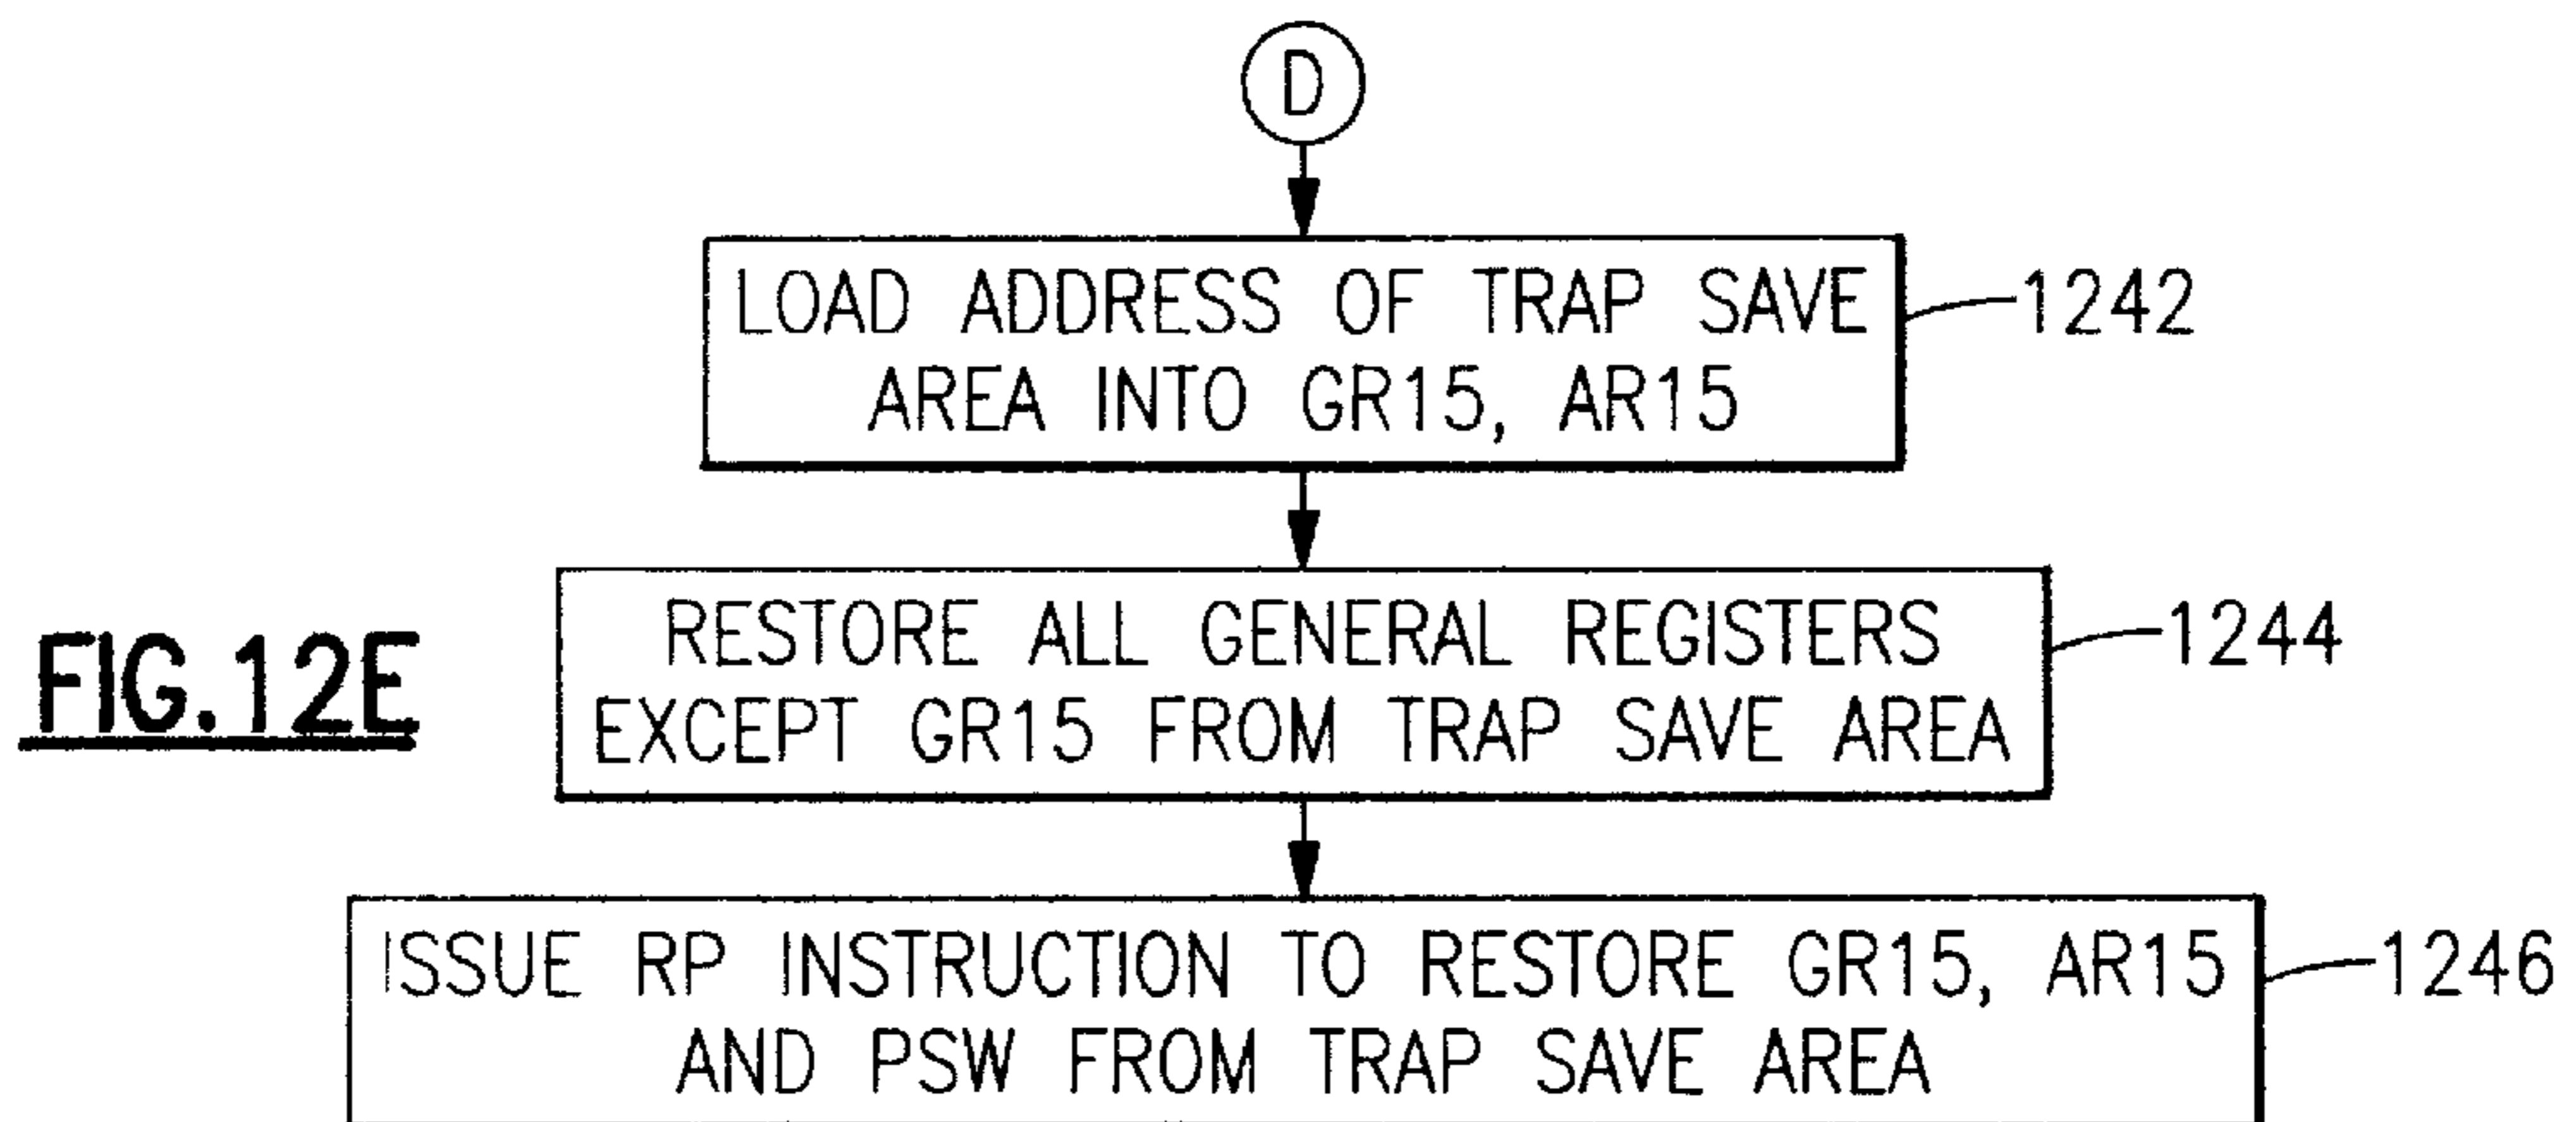 D
LOAD ADDRESS OF TRAP SAVE
AREA INTO GR15, AR15
1242
RESTORE ALL GENERAL REGISTERS
EXCEPT GR15 FROM TRAP SAVE AREA
1244
FIG.12E
ISSUE RP INSTRUCTION TO RESTORE GR15, AR15
AND PSW FROM TRAP SAVE AREA
1246